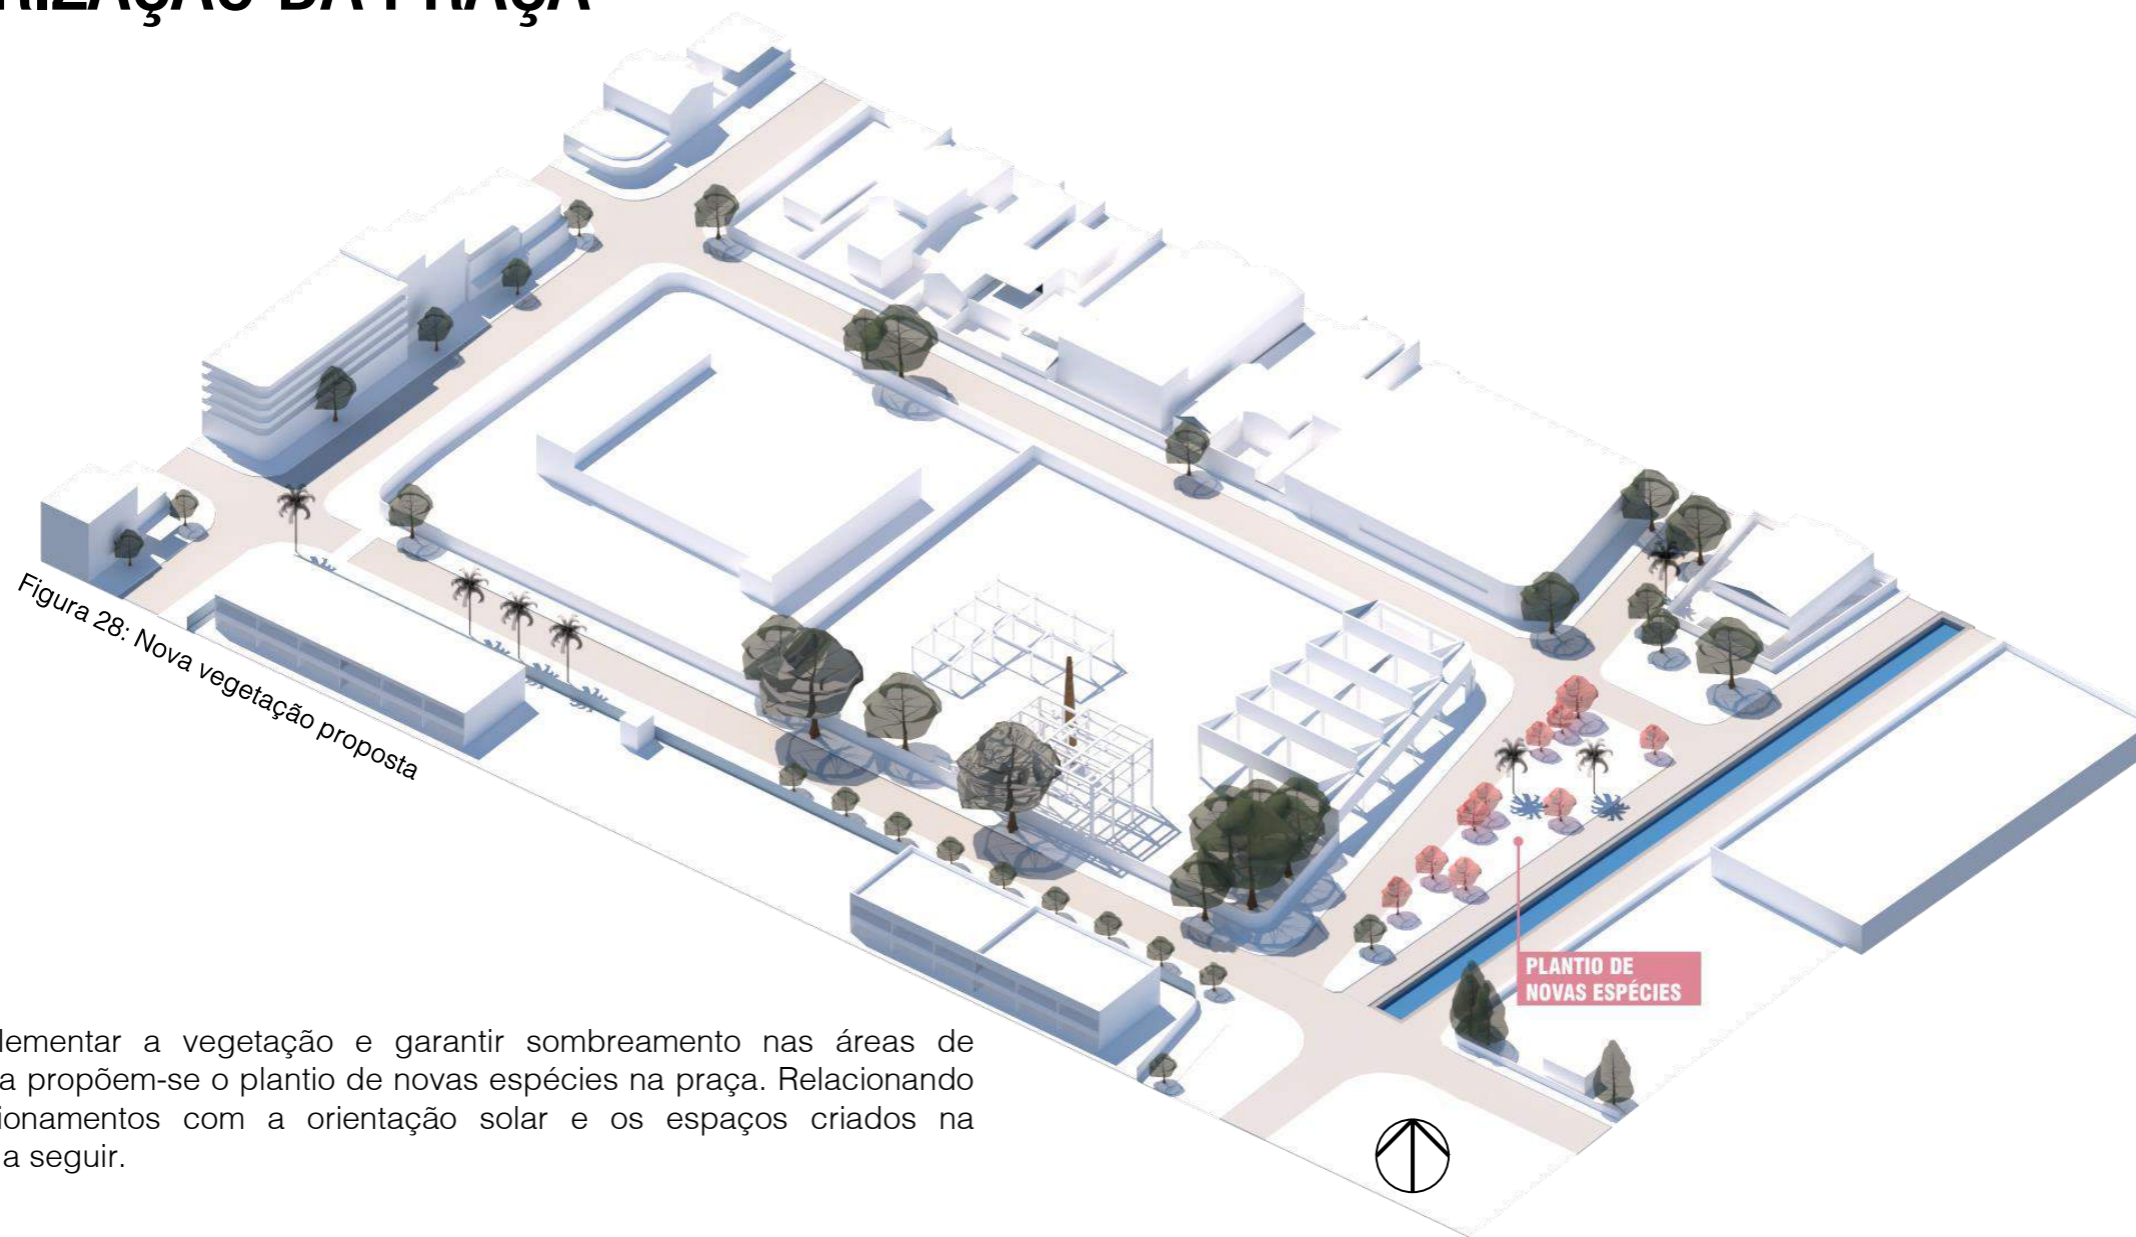 RIZAÇÃO DA PRAÇA
Figura 28: Nova vegetação proposta
PLANTIO DE
NOVAS ESPÉCIES
lementar a vegetação e garantir sombreamento nas áreas de
a propõem-se o plantio de novas espécies na praça. Relacionando
ionamentos com a orientação solar e os espaços criados na
a seguir.